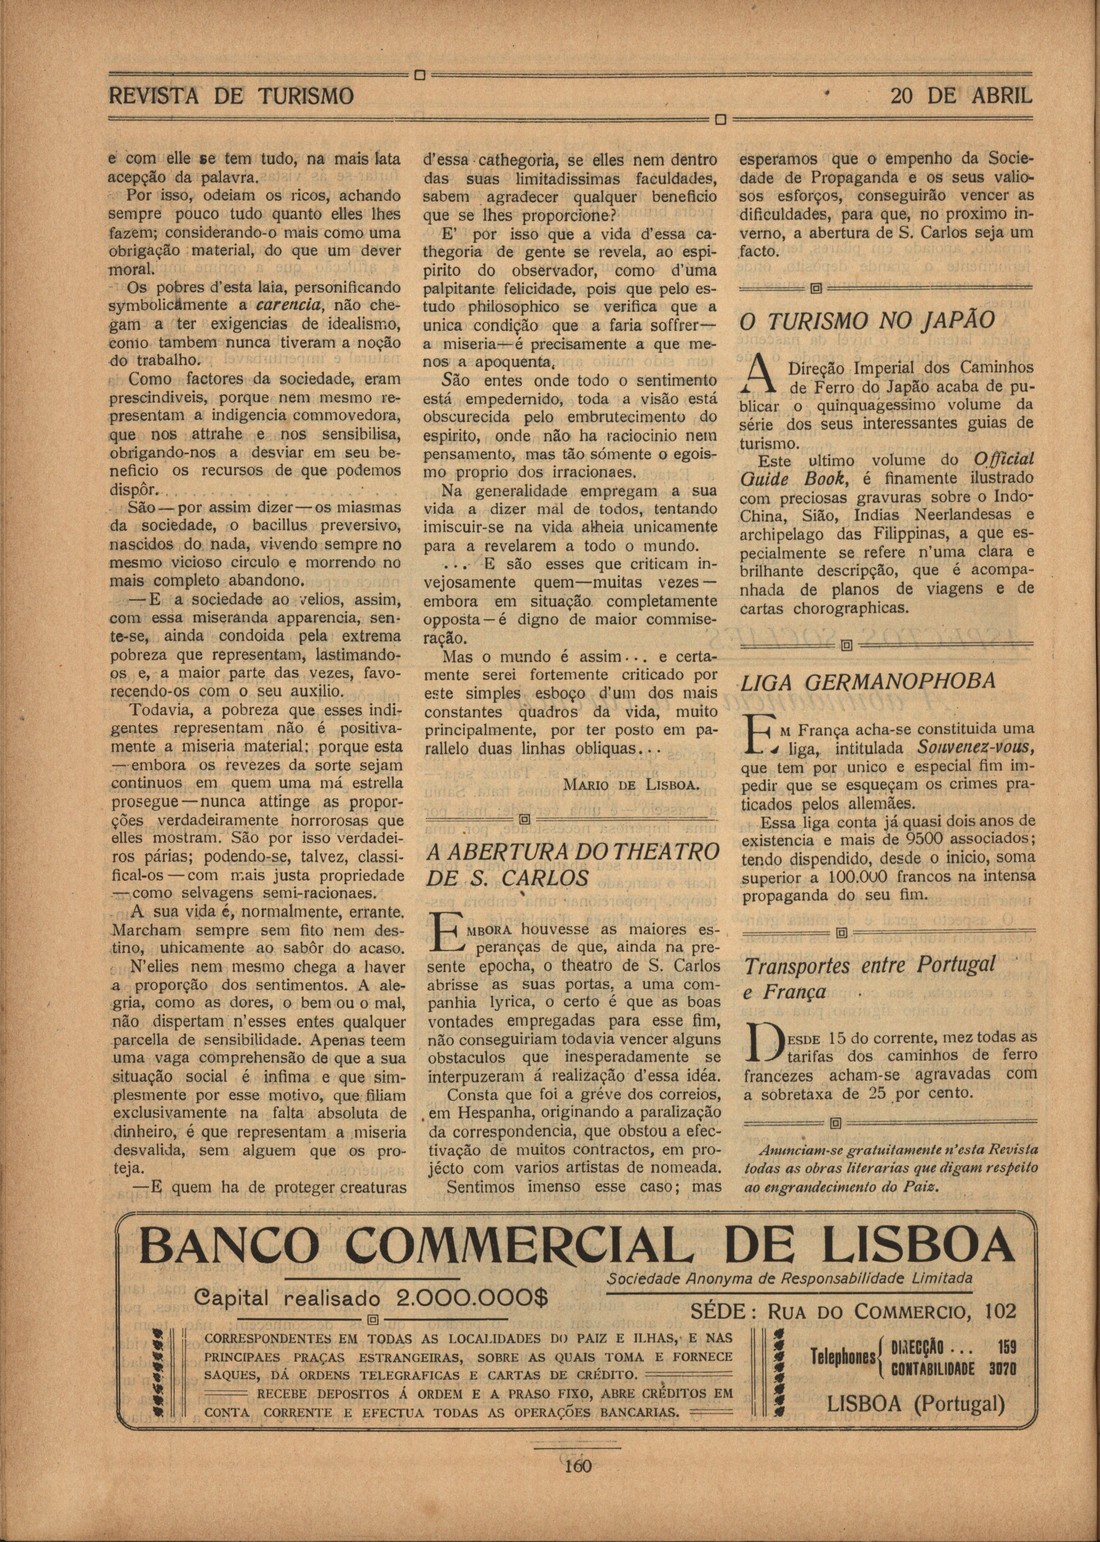 REVISTA DE TURISMO
20 DE ABRIL
e com elle se tem tudo, na mais lata
acepção da palavra.
Por isso, odeiam os ricos, achando
sempre pouco tudo quanto elles lhes
fazem; considerando-o mais como uma
obrigação material, do que um dever
moral.
Os pobres d'esta laia, personificando
symbolicamente a carencia, não che-
gam a ter exigencias de idealismo,
como tambem nunca tiveram a noção
do trabalho.
Como factores da sociedade, eram
prescindiveis, porque nem mesmo re-
presentam a indigencia commovedora,
que nos attrahe e nos sensibilisa,
obrigando-nos a desviar em seu be-
neficio os recursos de que podemos
dispôr.
São—por assim dizer—os miasmas
da sociedade, o bacillus preversivo,
nascidos do nada, vivendo sempre no
mesmo vicioso circulo e morrendo no
mais completo abandono.
—E a sociedade ao velios, assim,
com essa miseranda apparencia, sen-
te-se, ainda condoida pela extrema
pobreza que representam, lastimando-
os e, a maior parte das vezes, favo-
recendo-os com o seu auxilio.
Todavia, a pobreza que esses indi-
gentes representam não é positiva-
mente a miseria material; porque esta
—embora os revezes da sorte sejam
continuos em quem uma má estrella
prosegue—nunca attinge as propor-
ções verdadeiramente horrorosas que
elles mostram. São por isso verdadei-
ros párias; podendo-se, talvez, classi-
fical-os—com mais justa propriedade
—como selvagens semi-racionaes.
A sua vida é, normalmente, errante.
Marcham sempre sem fito nem des-
tino, unicamente ao sabôr do acaso.
N'elles nem mesmo chega a haver
a proporção dos sentimentos. A ale-
gria, como as dores, o bem ou o mal,
não dispertam n'esses entes qualquer
parcella de sensibilidade. Apenas teem
uma vaga comprehensão de que a sua
situação social é infima e que sim-
plesmente por esse motivo, que filiam
exclusivamente na falta absoluta de
dinheiro, é que representam a miseria
desvalida, sem alguem que os pro-
teja.
—E quem ha de proteger creaturas
d'essa cathegoria, se elles nem dentro
das suas limitadissimas faculdades,
sabem agradecer qualquer beneficio
que se lhes proporcione?
E' por isso que a vida d'essa ca-
thegoria de gente se revela, ao espi-
pirito do observador, como d'uma
palpitante felicidade, pois que pelo es-
tudo philosophico se verifica que a
unica condição que a faria soffrer—
a miseria—é precisamente a que me-
nos a apoquenta.
São entes onde todo o sentimento
está empedernido, toda a visão está
obscurecida pelo embrutecimento do
espirito, onde não ha raciocinio nem
pensamento, mas tão sómente o egois-
mo proprio dos irracionaes.
Na generalidade empregam a sua
vida a dizer mal de todos, tentando
imiscuir-se na vida alheia unicamente
para a revelarem a todo o mundo.
... E são esses que criticam in-
vejosamente quem—muitas vezes—
embora em situação completamente
opposta—é digno de maior commise-
ração.
Mas o mundo é assim... e certa-
mente serei fortemente criticado por
este simples esboço d'um dos mais
constantes quadros da vida, muito
principalmente, por ter posto em pa-
rallelo duas linhas obliquas...
MARIO DE LISBOA.
A ABERTURA DO THEATRO
DE S. CARLOS
EMBORA houvesse as maiores es-
peranças de que, ainda na pre-
sente epocha, o theatro de S. Carlos
abrisse as suas portas, a uma com-
panhia lyrica, o certo é que as boas
vontades empregadas para esse fim,
não conseguiriam todavia vencer alguns
obstaculos que inesperadamente se
interpuzeram á realização d'essa idéa.
Consta que foi a gréve dos correios,
em Hespanha, originando a paralização
da correspondencia, que obstou a efec-
tivação de muitos contractos, em pro-
jécto com varios artistas de nomeada.
Sentimos imenso esse caso; mas
esperamos que o empenho da Socie-
dade de Propaganda e os seus valio-
sos esforços, conseguirão vencer as
dificuldades, para que, no proximo in-
verno, a abertura de S. Carlos seja um
facto.
O TURISMO NO JAPÃO
A Direção Imperial dos Caminhos
de Ferro do Japão acaba de pu-
blicar o quinquagessimo volume da
série dos seus interessantes guias de
turismo.
Este ultimo volume do Official
Guide Book, é finamente ilustrado
com preciosas gravuras sobre o Indo-
China, Sião, Indias Neerlandesas e
archipelago das Filippinas, a que es-
pecialmente se refere n'uma clara e
brilhante descripção, que é acompa-
nhada de planos de viagens e de
cartas chorographicas.
LIGA GERMANOPHOBA
EM França acha-se constituida uma
liga, intitulada Souvenez-vous,
que tem por unico e especial fim im-
pedir que se esqueçam os crimes pra-
ticados pelos allemães.
Essa liga conta já quasi dois anos de
existencia e mais de 9500 associados;
tendo dispendido, desde o inicio, soma
superior a 100.000 francos na intensa
propaganda do seu fim.
Transportes entre Portugal
e França
DESDE 15 do corrente, mez todas as
tarifas dos caminhos de ferro
francezes acham-se agravadas com
a sobretaxa de 25 por cento.
Anunciam-se gratuitamente n'esta Revista
todas as obras literarias que digam respeito
ao engrandecimento do Paiz.
BANCO COMMERCIAL DE LISBOA
Sociedade Anonyma de Responsabilidade Limitada
Capital realisado 2.000.000$
SÉDE: RUA DO COMMERCIO, 102
CORRESPONDENTES EM TODAS AS LOCALIDADES DO PAIZ E ILHAS, E NAS
PRINCIPAES PRAÇAS ESTRANGEIRAS, SOBRE AS QUAIS TOMA E FORNECE
SAQUES, DÁ ORDENS TELEGRAFICAS E CARTAS DE CRÉDITO.
RECEBE DEPOSITOS Á ORDEM E A PRASO FIXO, ABRE CRÉDITOS EM
CONTA CORRENTE E EFECTUA TODAS AS OPERAÇÕES BANCARIAS.
Telephones { DIRECÇÃO... 159
CONTABILIDADE 3070
LISBOA (Portugal)
160